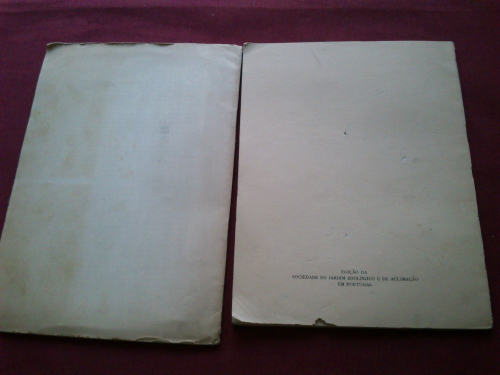 EDIÇÃO DA
SOCIEDADE DO JARDIM ZOOLÓGICO E DE ACLIMAÇÃO
EM PORTUGAL